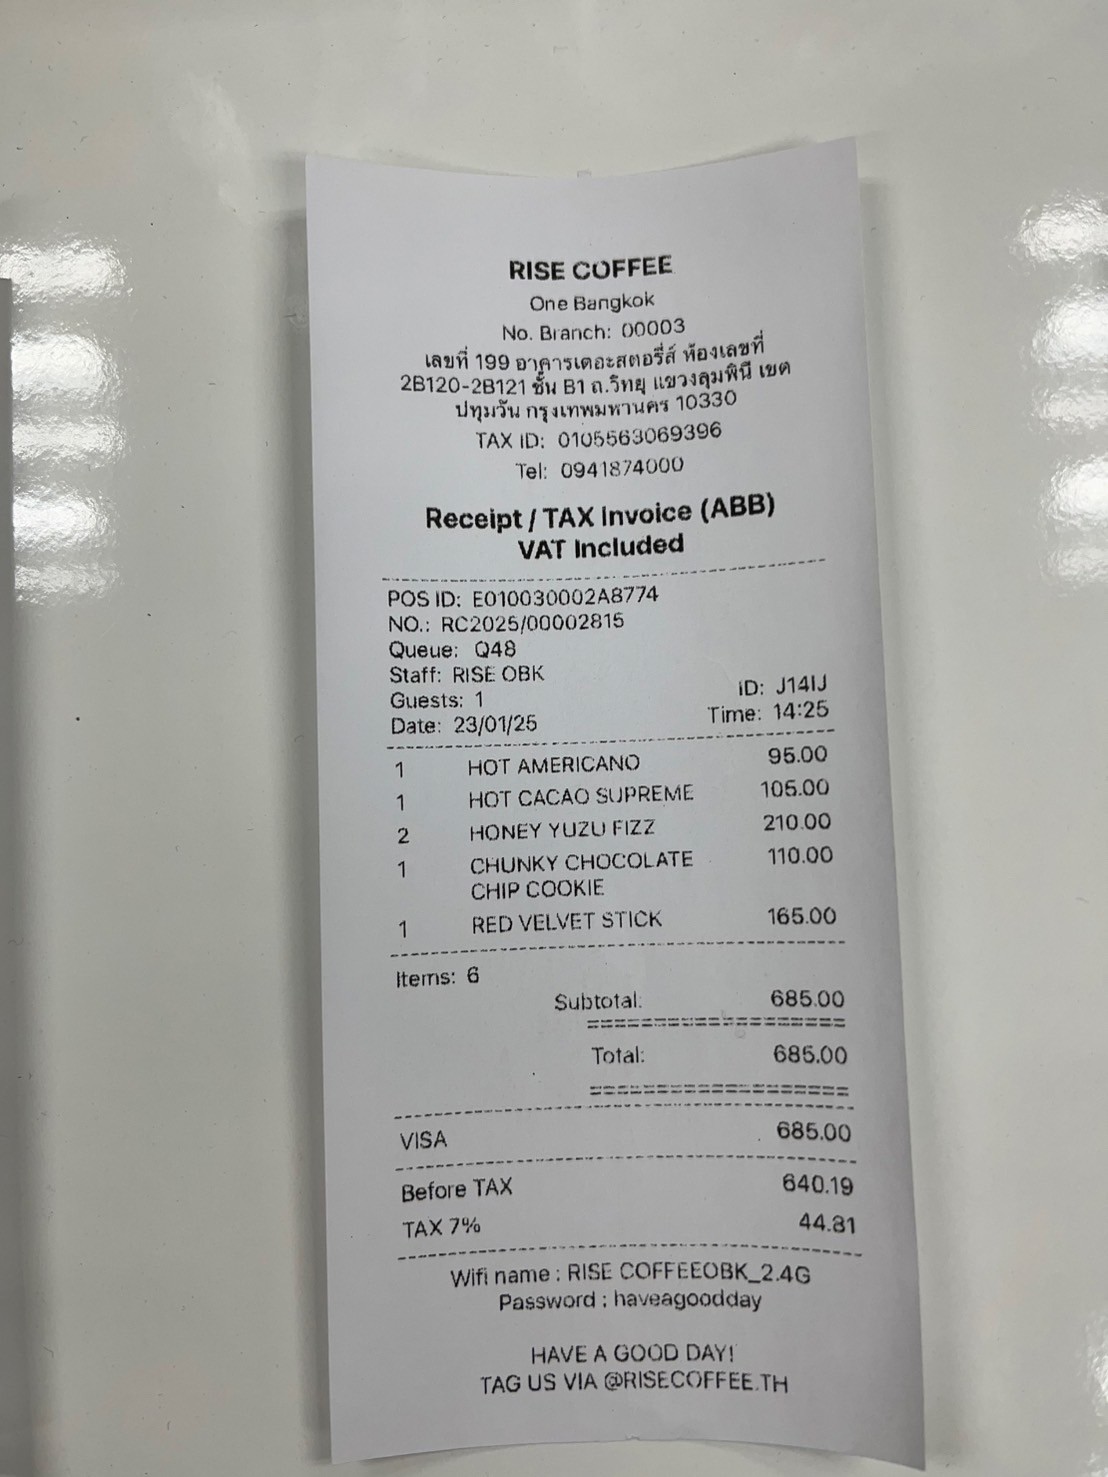 RISE COFFEE
One Bangkok
No. Branch: 00003
เลขที่ 199 อาคารเดอะสตอรี่ส์ ห้องเลขที่
2B120-2B121 ชั้น B1 ถ.วิทยุ แขวงลุมพินี เขต
ปทุมวัน กรุงเทพมหานคร 10330
TAX ID: 0105563069396
Tel: 0941874000
Receipt / TAX Invoice (ABB)
VAT Included
POS ID: E010030002A8774
NO.: RC2025/00002815
Queue: Q48
Staff: RISE OBK
Guests: 1 ID: J14IJ
Date: 23/01/25 Time: 14:25
1 HOT AMERICANO 95.00
1 HOT CACAO SUPREME 105.00
2 HONEY YUZU FIZZ 210.00
1 CHUNKY CHOCOLATE 110.00
CHIP COOKIE
1 RED VELVET STICK 165.00
Items: 6
Subtotal: 685.00
Total: 685.00
VISA 685.00
Before TAX 640.19
TAX 7% 44.81
Wifi name : RISE COFFEEOBK_2.4G
Password : haveagoodday
HAVE A GOOD DAY!
TAG US VIA @RISECOFFEE.TH